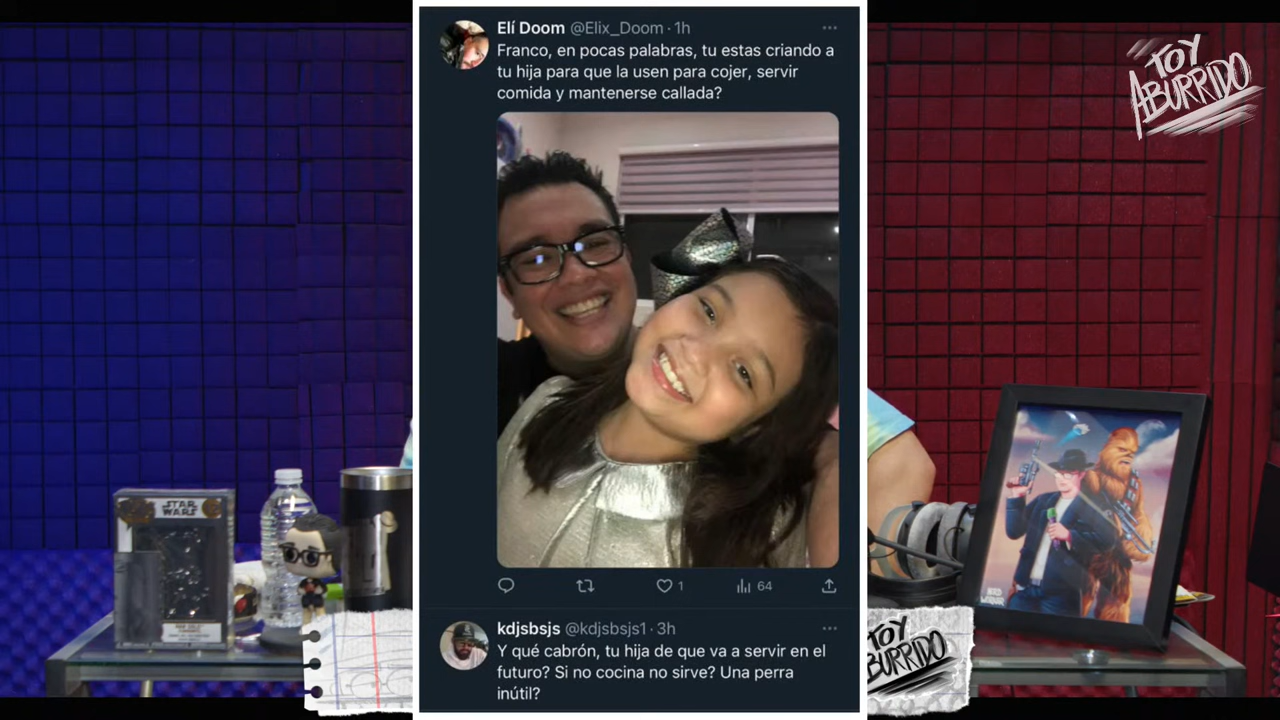 Elí Doom @Elix_Doom · 1h
Franco, en pocas palabras, tu estas criando a
tu hija para que la usen para cojer, servir
comida y mantenerse callada?
1
64
kdjsbsjs @kdjsbsjs1 · 3h
Y qué cabrón, tu hija de que va a servir en el
futuro? Si no cocina no sirve? Una perra
inútil?
TOY
ABURRIDO
STAR
WARS
TOY
BURRIDO